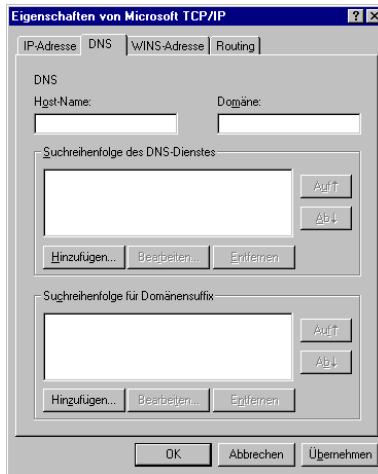 Eigenschaften von Microsoft TCP/IP
IP-Adresse DNS WINS-Adresse Routing
DNS
Host-Name: Domäne:
Suchreihenfolge des DNS-Dienstes
Auf↑
Ab↓
Hinzufügen... Bearbeiten... Entfernen
Suchreihenfolge für Domänensuffix
Auf↑
Ab↓
Hinzufügen... Bearbeiten... Entfernen
OK Abbrechen Übernehmen